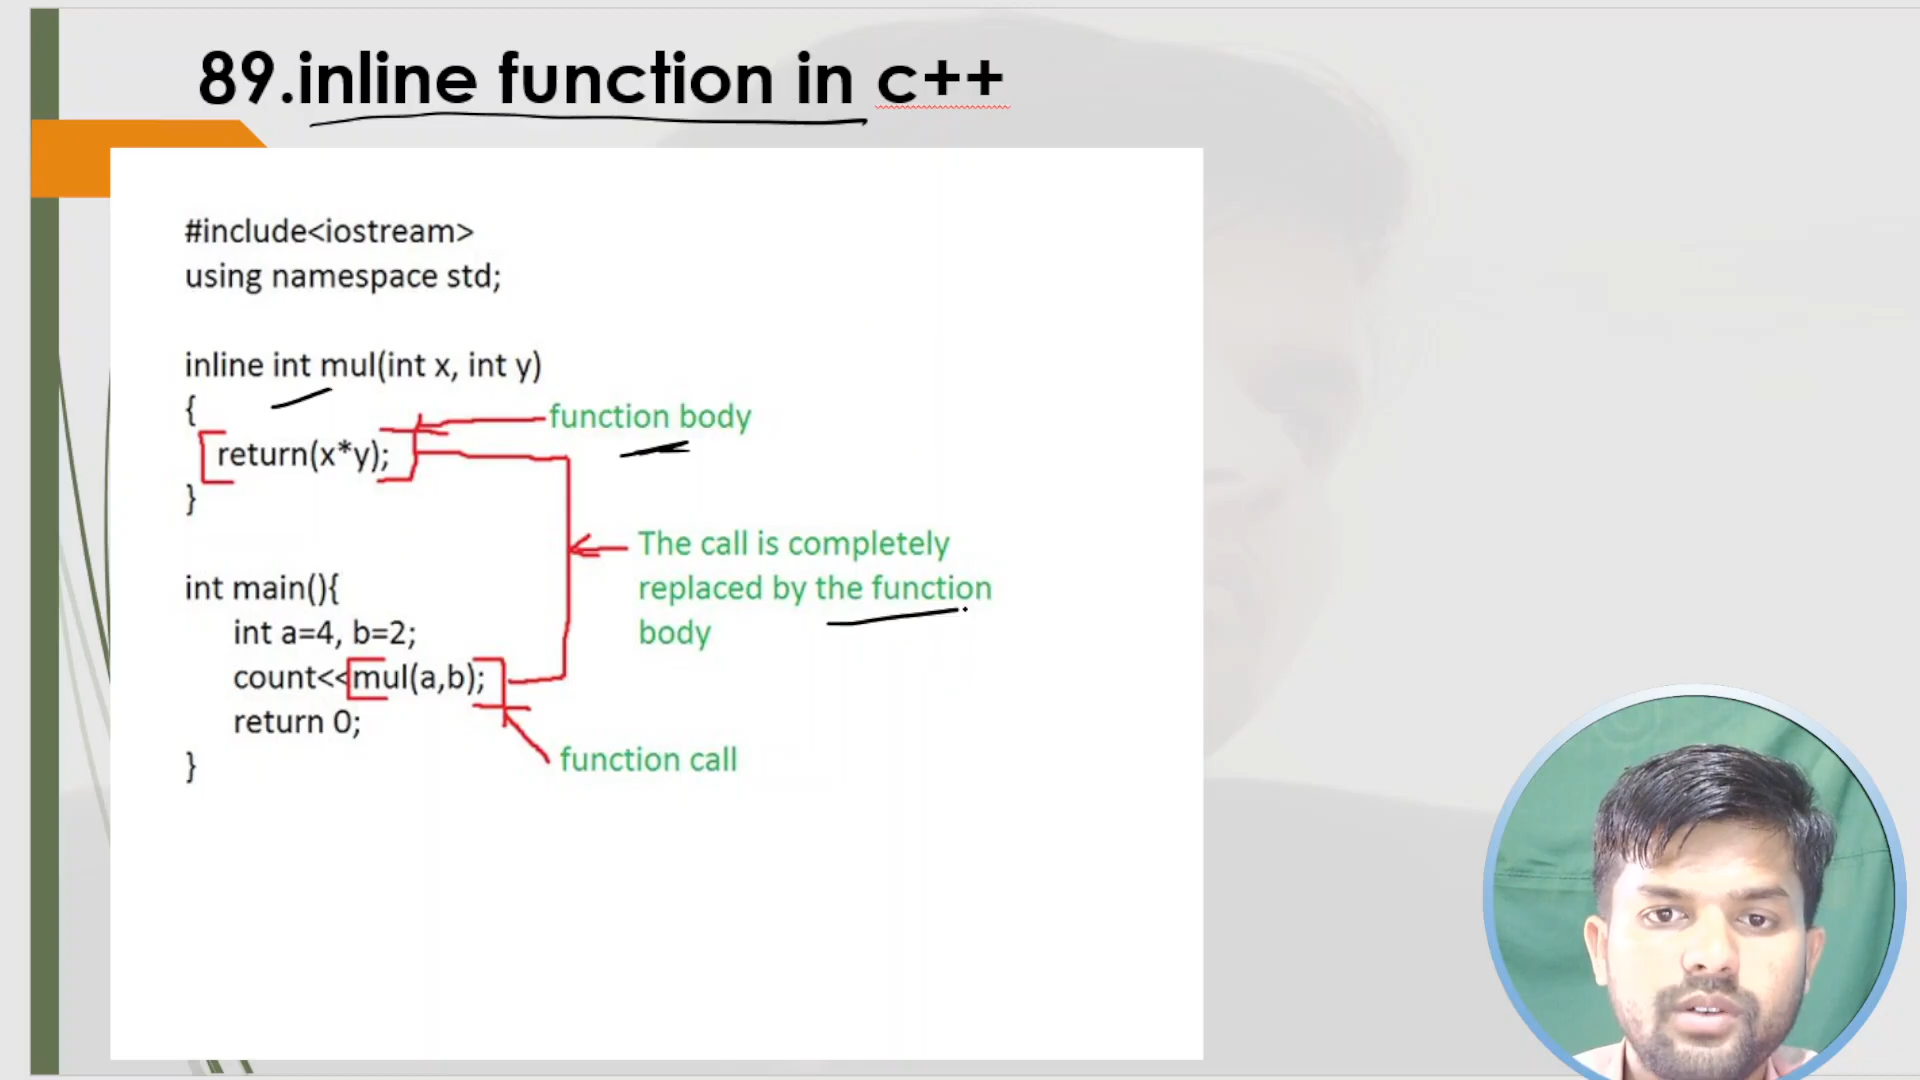 89.inline function in c++
#include<iostream>
using namespace std;
inline int mul(int x, int y)
{
function body
return(x*y);
}
The call is completely
replaced by the function
body
int main(){
int a=4, b=2;
count<<mul(a,b);
return 0;
}
function call